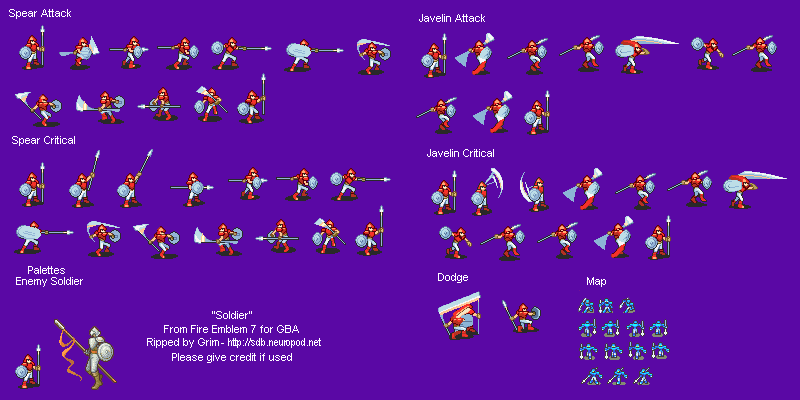 Spear Attack
Javelin Attack
Spear Critical
Javelin Critical
Palettes
Enemy Soldier
Dodge
Map
"Soldier"
From Fire Emblem 7 for GBA
Ripped by Grim - http://sdb.neuropod.net
Please give credit if used